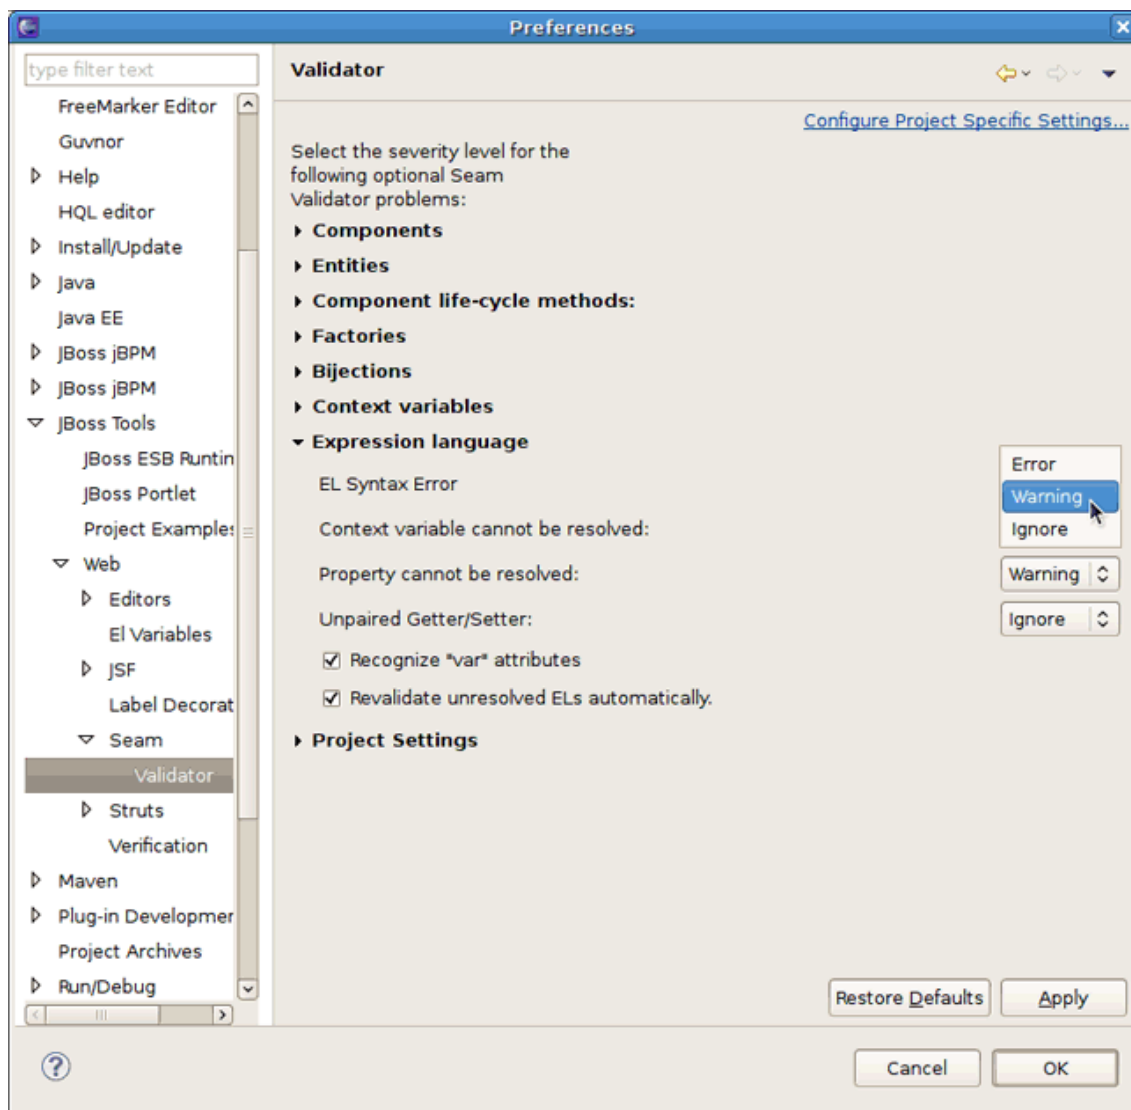 Preferences
type filter text
FreeMarker Editor
Guvnor
Help
HQL editor
Install/Update
Java
Java EE
JBoss jBPM
JBoss jBPM
JBoss Tools
JBoss ESB Runtin
JBoss Portlet
Project Examples
Web
Editors
El Variables
JSF
Label Decorat
Seam
Validator
Struts
Verification
Maven
Plug-in Developmer
Project Archives
Run/Debug
Validator
Configure Project Specific Settings...
Select the severity level for the
following optional Seam
Validator problems:
Components
Entities
Component life-cycle methods:
Factories
Bijections
Context variables
Expression language
EL Syntax Error
Error
Warning
Context variable cannot be resolved:
Ignore
Property cannot be resolved:
Warning
Unpaired Getter/Setter:
Ignore
Recognize "var" attributes
Revalidate unresolved ELs automatically.
Project Settings
Restore Defaults
Apply
Cancel
OK